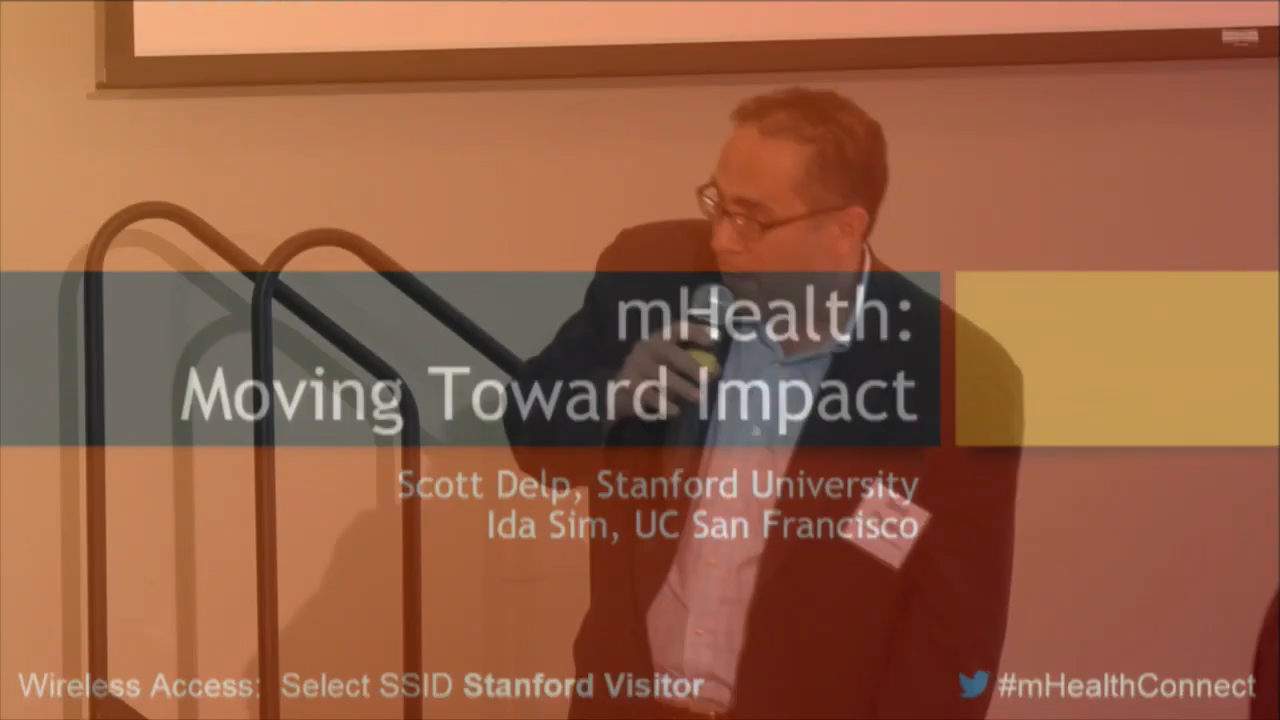 mHealth:
Moving Toward Impact
Scott Delp, Stanford University
Ida Sim, UC San Francisco
Wireless Access: Select SSID Stanford Visitor
#mHealthConnect